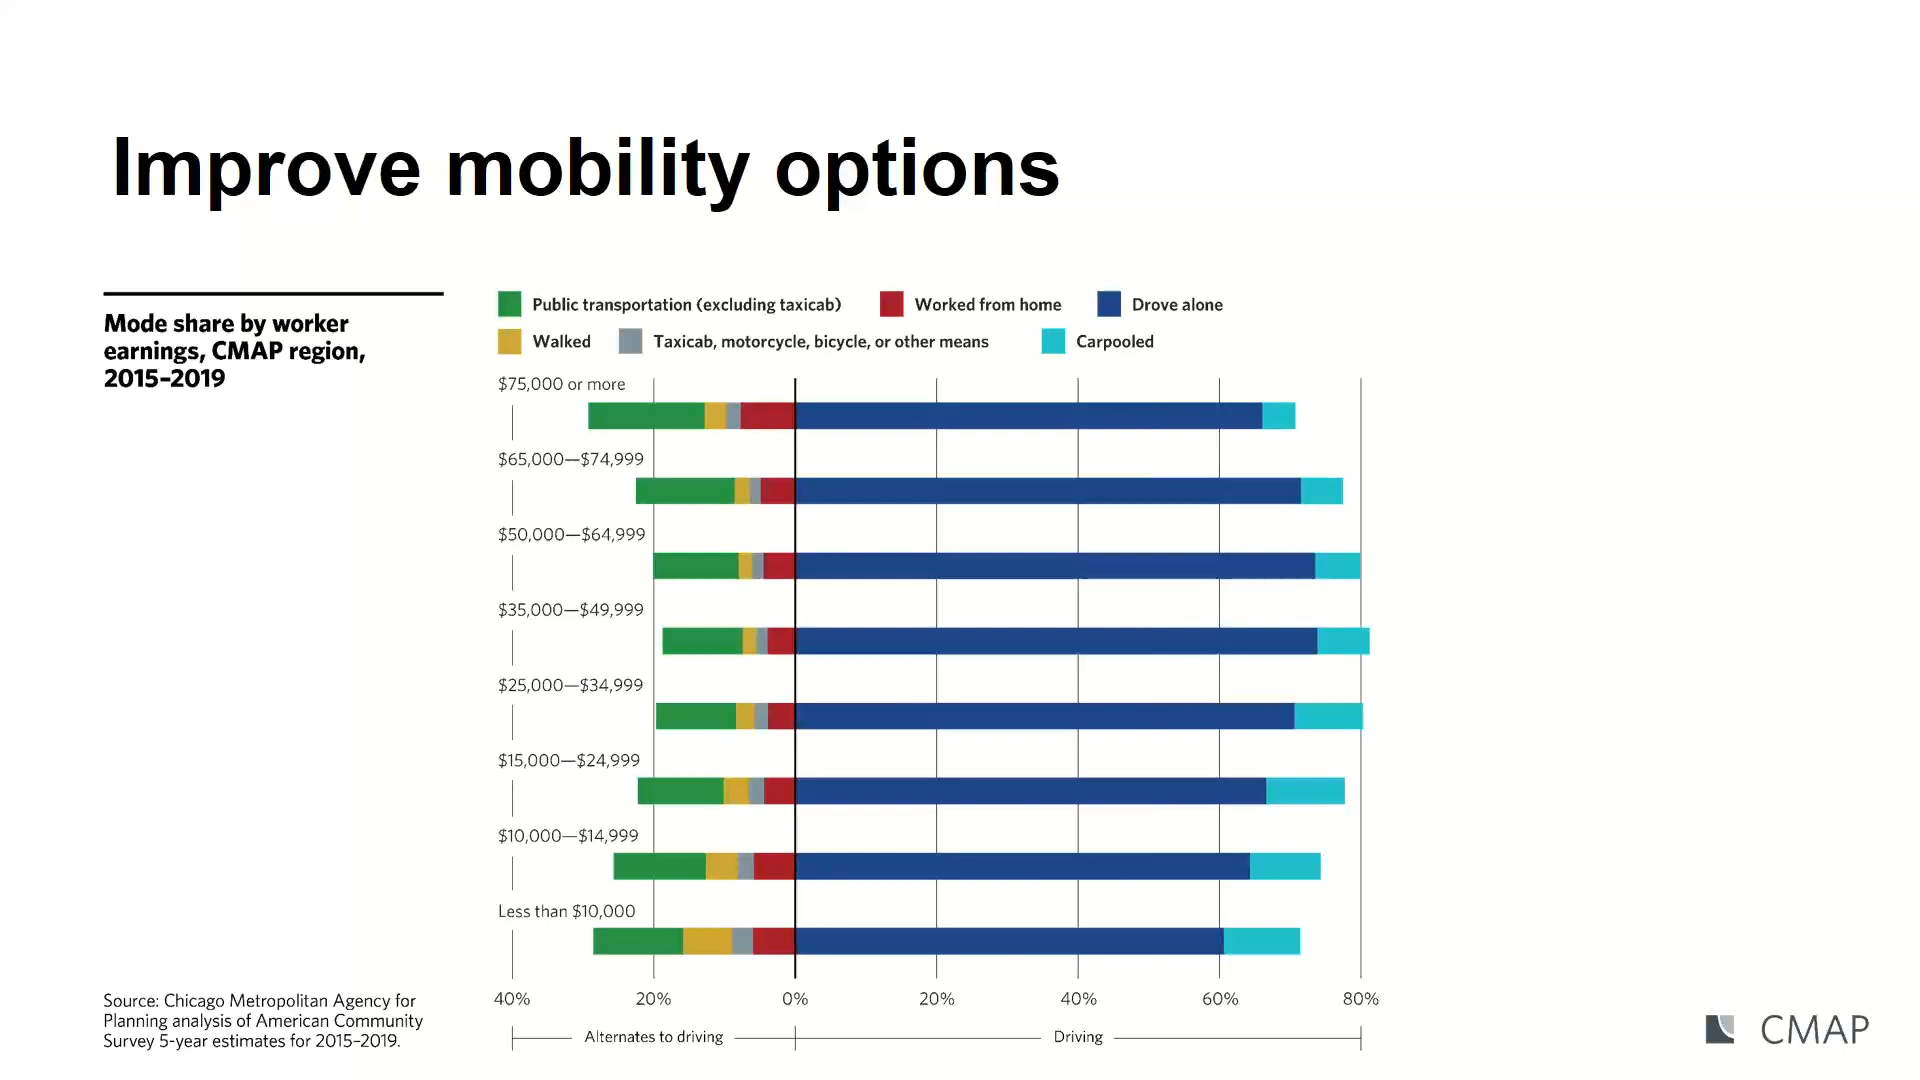 Improve mobility options
Mode share by worker
earnings, CMAP region,
2015–2019
Public transportation (excluding taxicab)
Worked from home
Drove alone
Walked
Taxicab, motorcycle, bicycle, or other means
Carpooled
$75,000 or more
$65,000—$74,999
$50,000—$64,999
$35,000—$49,999
$25,000—$34,999
$15,000—$24,999
$10,000—$14,999
Less than $10,000
40% 20% 0% 20% 40% 60% 80%
Alternates to driving
Driving
Source: Chicago Metropolitan Agency for
Planning analysis of American Community
Survey 5-year estimates for 2015–2019.
CMAP